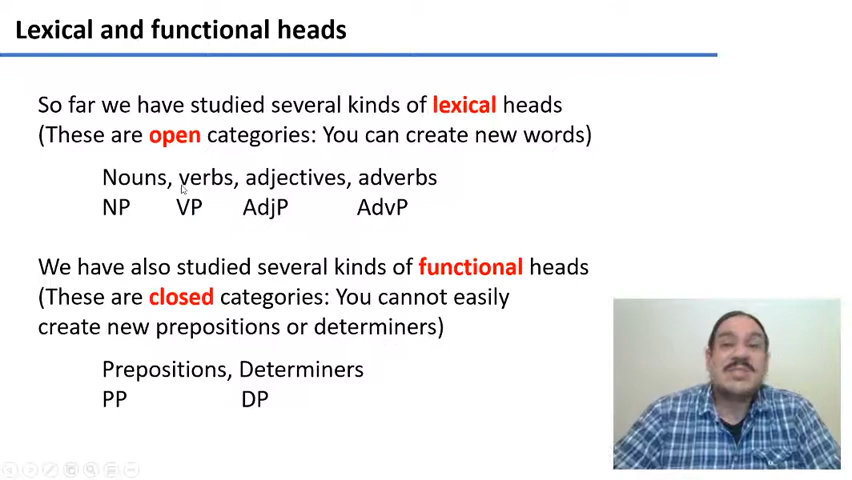 Lexical and functional heads
So far we have studied several kinds of lexical heads
(These are open categories: You can create new words)
Nouns, verbs, adjectives, adverbs
NP VP AdjP AdvP
We have also studied several kinds of functional heads
(These are closed categories: You cannot easily
create new prepositions or determiners)
Prepositions, Determiners
PP DP